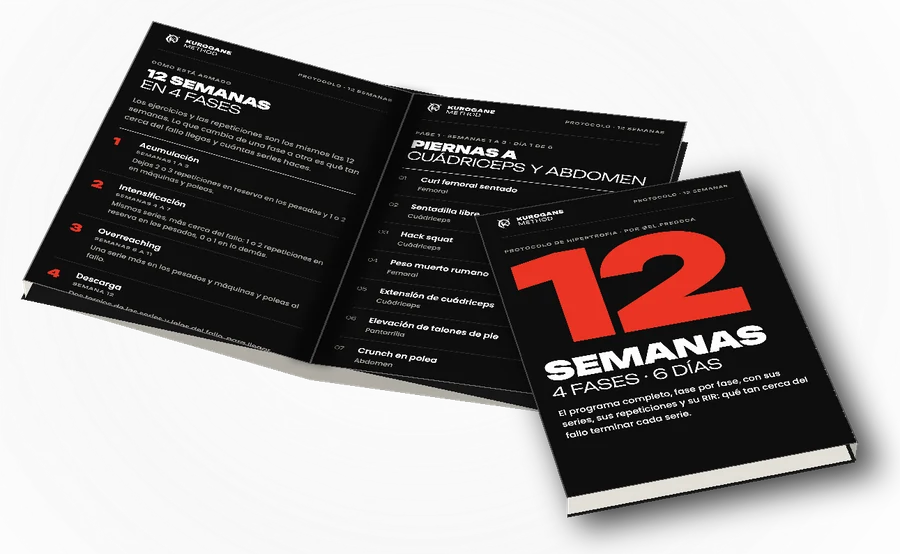 KUROGANE
METHOD
PROTOCOLO · 12 SEMANAS
CÓMO ESTÁ ARMADO
12 SEMANAS
EN 4 FASES
Los ejercicios y las repeticiones son los mismos las 12
semanas. Lo que cambia de una fase a otra es qué tan
cerca del fallo llegas y cuántas series haces.
1
Acumulación
SEMANAS 1 A 3
Dejas 2 o 3 repeticiones en reserva en los pesados y 1 o 2
en máquinas y poleas.
2
Intensificación
SEMANAS 4 A 7
Mismas series, más cerca del fallo: 1 o 2 repeticiones en
reserva en los pesados, 0 o 1 en lo demás.
3
Overreaching
SEMANAS 8 A 11
Una serie más en los pesados y máquinas y poleas al
fallo.
4
Descarga
SEMANA 12
KUROGANE
METHOD
PROTOCOLO · 12 SEMANAS
FASE 1 · SEMANAS 1 A 3 · DÍA 1 DE 6
PIERNAS A
CUÁDRICEPS Y ABDOMEN
01
Curl femoral sentado
Femoral
02
Sentadilla libre
Cuádriceps
03
Hack squat
Cuádriceps
04
Peso muerto rumano
Femoral
05
Extensión de cuádriceps
Cuádriceps
06
Elevación de talones de pie
Pantorrilla
07
Crunch en polea
Abdomen
KUROGANE
METHOD
PROTOCOLO · 12 SEMANAS
PROTOCOLO DE HIPERTROFIA · POR @EL.PREDDDA
12
SEMANAS
4 FASES · 6 DÍAS
El programa completo, fase por fase, con sus
series, sus repeticiones y su RIR: qué tan cerca del
fallo terminar cada serie.